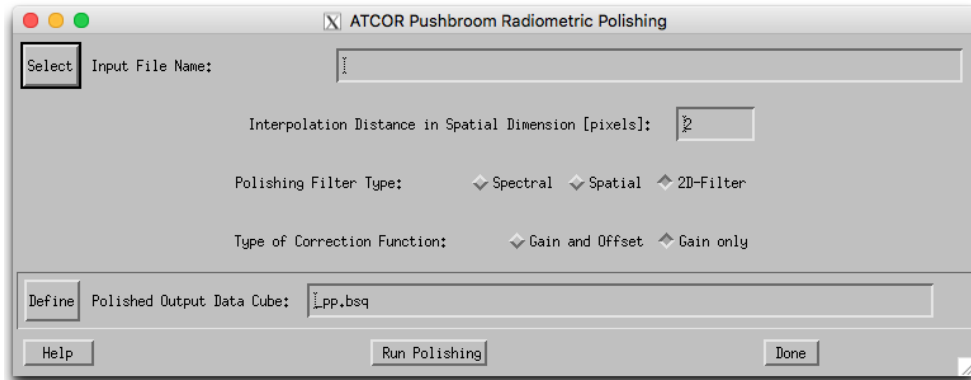 ATCOR Pushbroom Radiometric Polishing
Select Input File Name:
Interpolation Distance in Spatial Dimension [pixels]: 2
Polishing Filter Type: Spectral Spatial 2D-Filter
Type of Correction Function: Gain and Offset Gain only
Define Polished Output Data Cube: _pp.bsq
Help Run Polishing Done